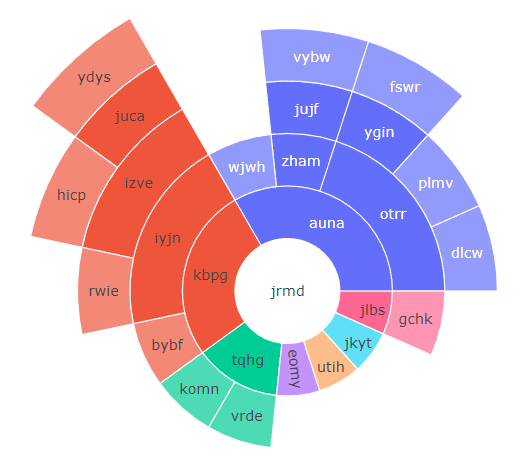 vybw
fswr
ydys
jujf
juca
ygin
zham
wjwh
izve
plmv
hicp
otrr
auna
iyjn
dlcw
kbpg
jrmd
rwie
jlbs
gchk
jkyt
bybf
tqhg
eomy
utih
komn
vrde